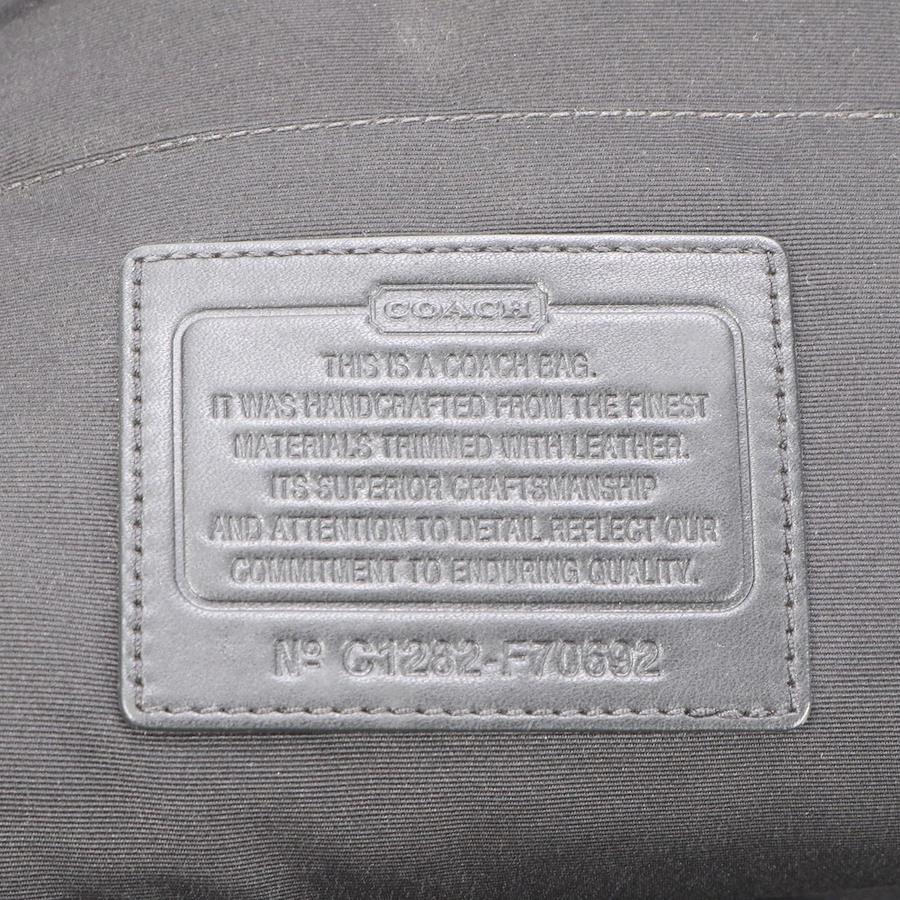 COACH
THIS IS A COACH BAG.
IT WAS HANDCRAFTED FROM THE FINEST
MATERIALS TRIMMED WITH LEATHER.
ITS SUPERIOR CRAFTSMANSHIP
AND ATTENTION TO DETAIL REFLECT OUR
COMMITMENT TO ENDURING QUALITY.
Nº C1282-F70692